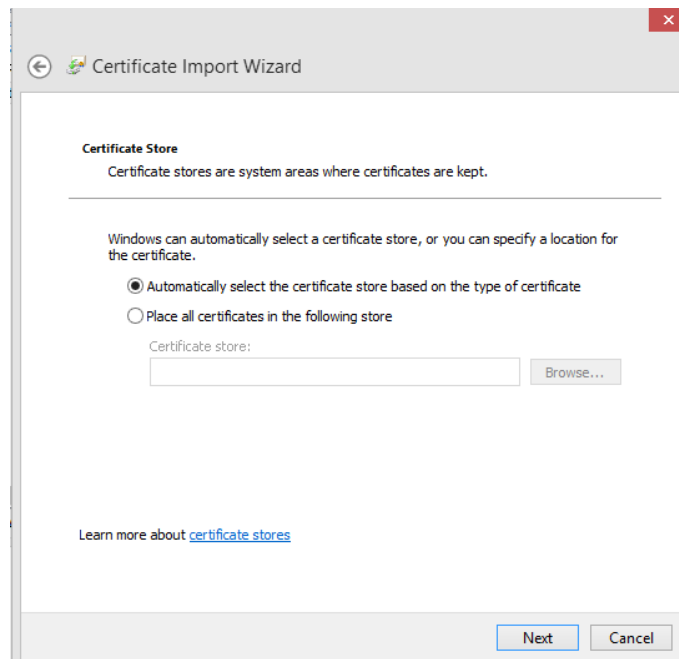 Certificate Import Wizard
Certificate Store
Certificate stores are system areas where certificates are kept.
Windows can automatically select a certificate store, or you can specify a location for
the certificate.
Automatically select the certificate store based on the type of certificate
Place all certificates in the following store
Certificate store:
Browse...
Learn more about certificate stores
Next
Cancel